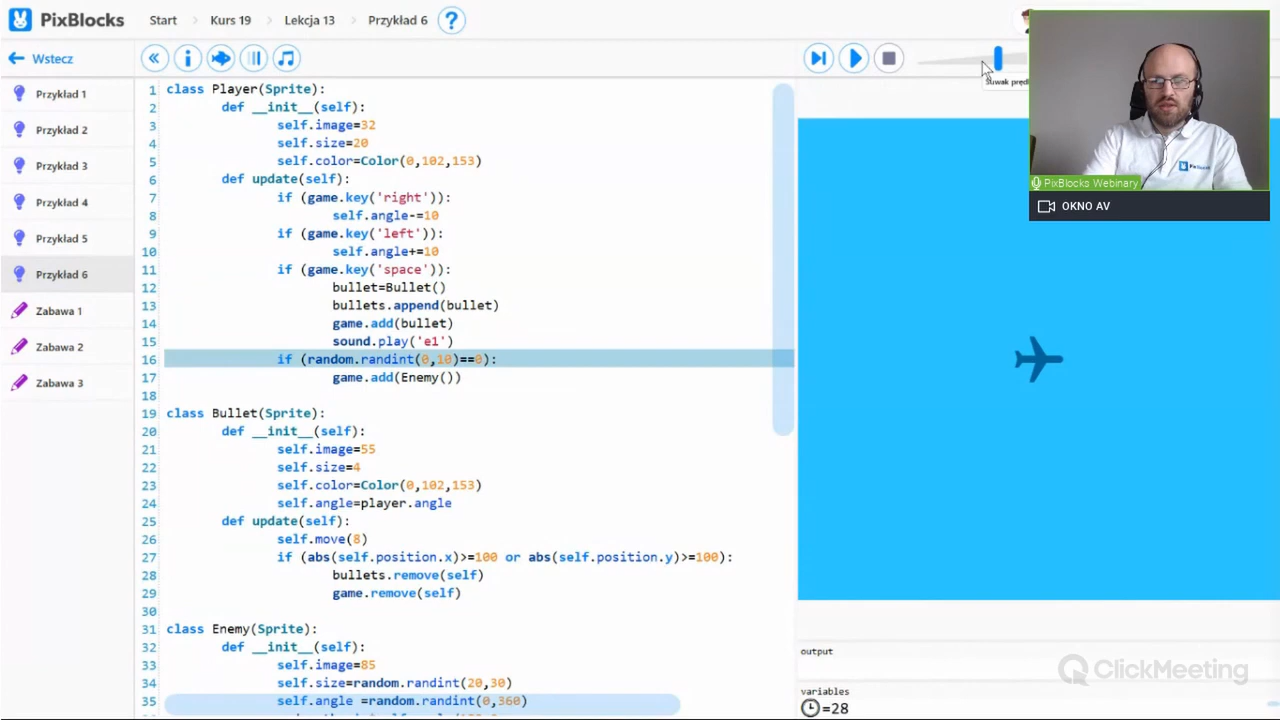 PixBlocks
Start
Kurs 19
Lekcja 13
Przykład 6
?
Wstecz
Przykład 1
Przykład 2
Przykład 3
Przykład 4
Przykład 5
Przykład 6
Zabawa 1
Zabawa 2
Zabawa 3
1 class Player(Sprite):
2 def __init__(self):
3 self.image=32
4 self.size=20
5 self.color=Color(0,102,153)
6 def update(self):
7 if (game.key('right')):
8 self.angle-=10
9 if (game.key('left')):
10 self.angle+=10
11 if (game.key('space')):
12 bullet=Bullet()
13 bullets.append(bullet)
14 game.add(bullet)
15 sound.play('e1')
16 if (random.randint(0,10)==0):
17 game.add(Enemy())
18
19 class Bullet(Sprite):
20 def __init__(self):
21 self.image=55
22 self.size=4
23 self.color=Color(0,102,153)
24 self.angle=player.angle
25 def update(self):
26 self.move(8)
27 if (abs(self.position.x)>=100 or abs(self.position.y)>=100):
28 bullets.remove(self)
29 game.remove(self)
30
31 class Enemy(Sprite):
32 def __init__(self):
33 self.image=85
34 self.size=random.randint(20,30)
35 self.angle =random.randint(0,360)
suwak
PixBlocks Webinary
OKNO AV
output
ClickMeeting
variables
=28